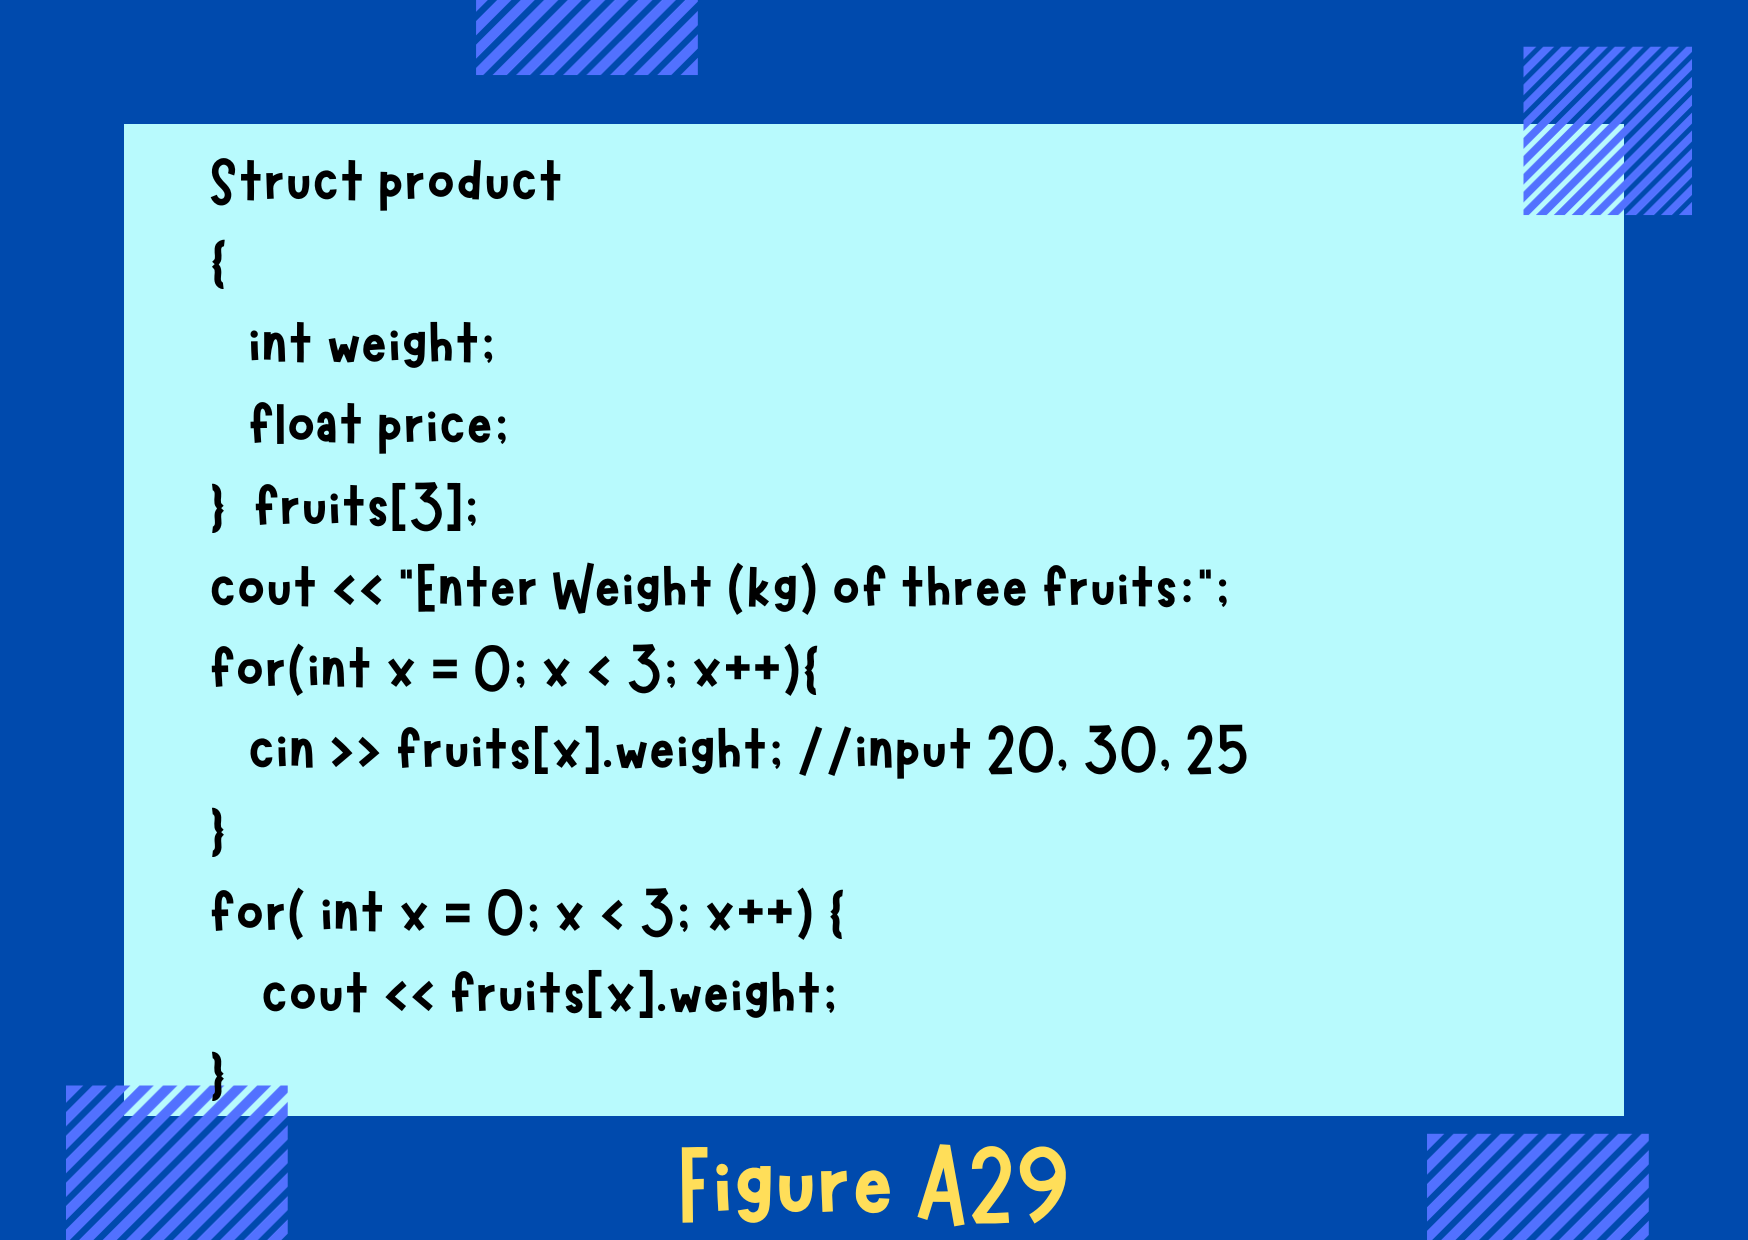 Struct product
{
int weight;
float price;
} fruits[3];
cout << "Enter Weight (kg) of three fruits:";
for(int x = 0; x < 3; x++){
cin >> fruits[x].weight; //input 20, 30, 25
}
for( int x = 0; x < 3; x++) {
cout << fruits[x].weight;
}
Figure A29